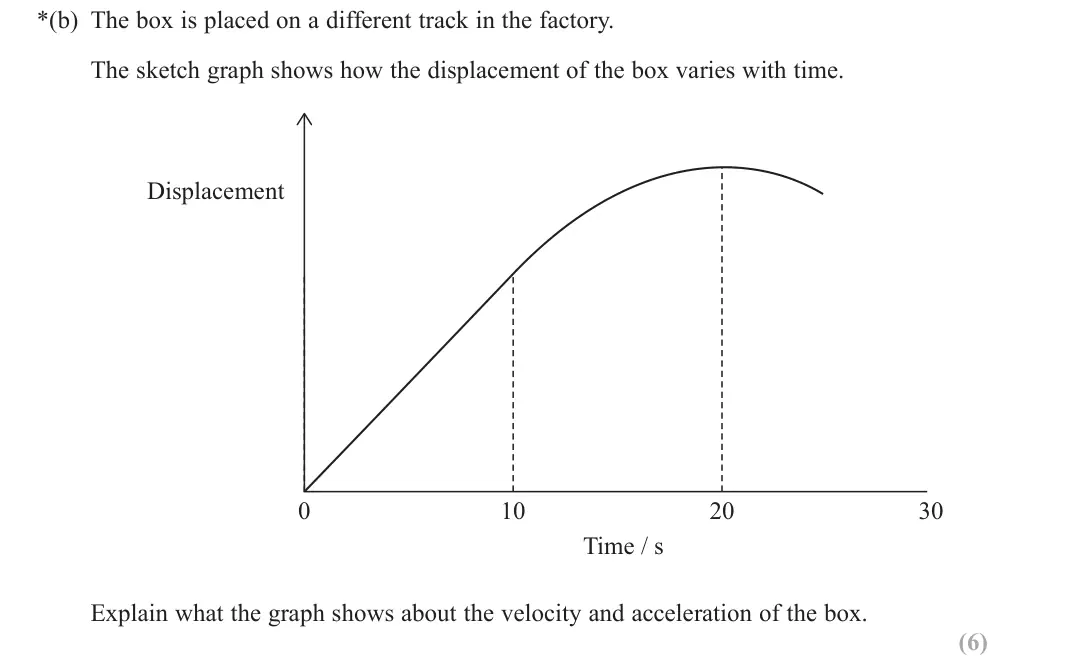 *(b) The box is placed on a different track in the factory.
The sketch graph shows how the displacement of the box varies with time.
Displacement
0 10 20 30
Time / s
Explain what the graph shows about the velocity and acceleration of the box.
(6)